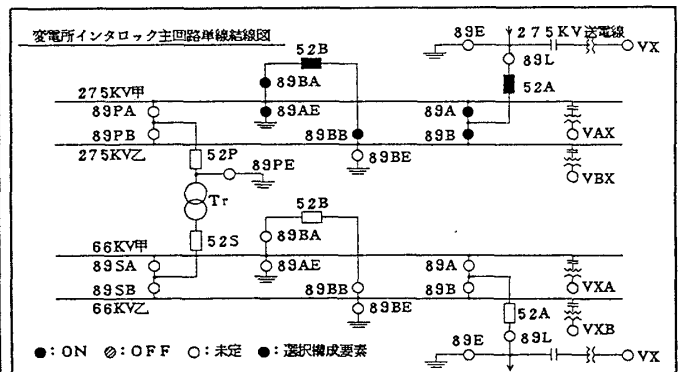 変電所インタロック主回路単線結線図
52B
89E
275KV送電線
VX
89L
89BA
52A
275KV甲
89PA
89AE
89A
89PB
89BB
89B
VAX
275KV乙
52P
89PE
89BE
VBX
Tr
52B
52S
89BA
66KV甲
89SA
89AE
89A
VXA
89SB
89BB
89B
66KV乙
89BE
52A
VXB
89E
89L
●:ON ◍:OFF ○:未定 ●:選択構成要素
VX